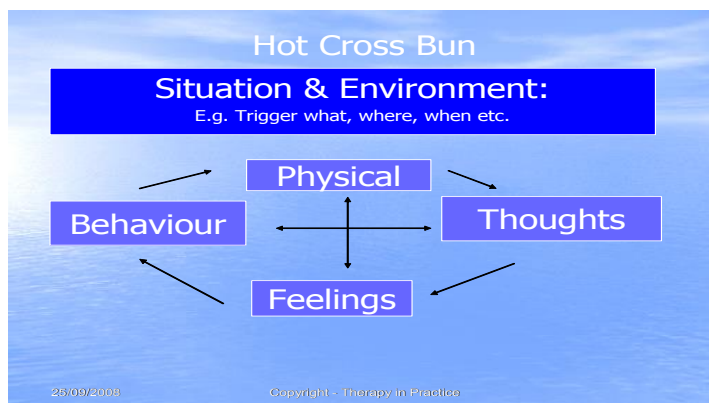 Hot Cross Bun
Situation & Environment:
E.g. Trigger what, where, when etc.
Physical
Behaviour
Thoughts
Feelings
25/09/2008
Copyright - Therapy in Practice